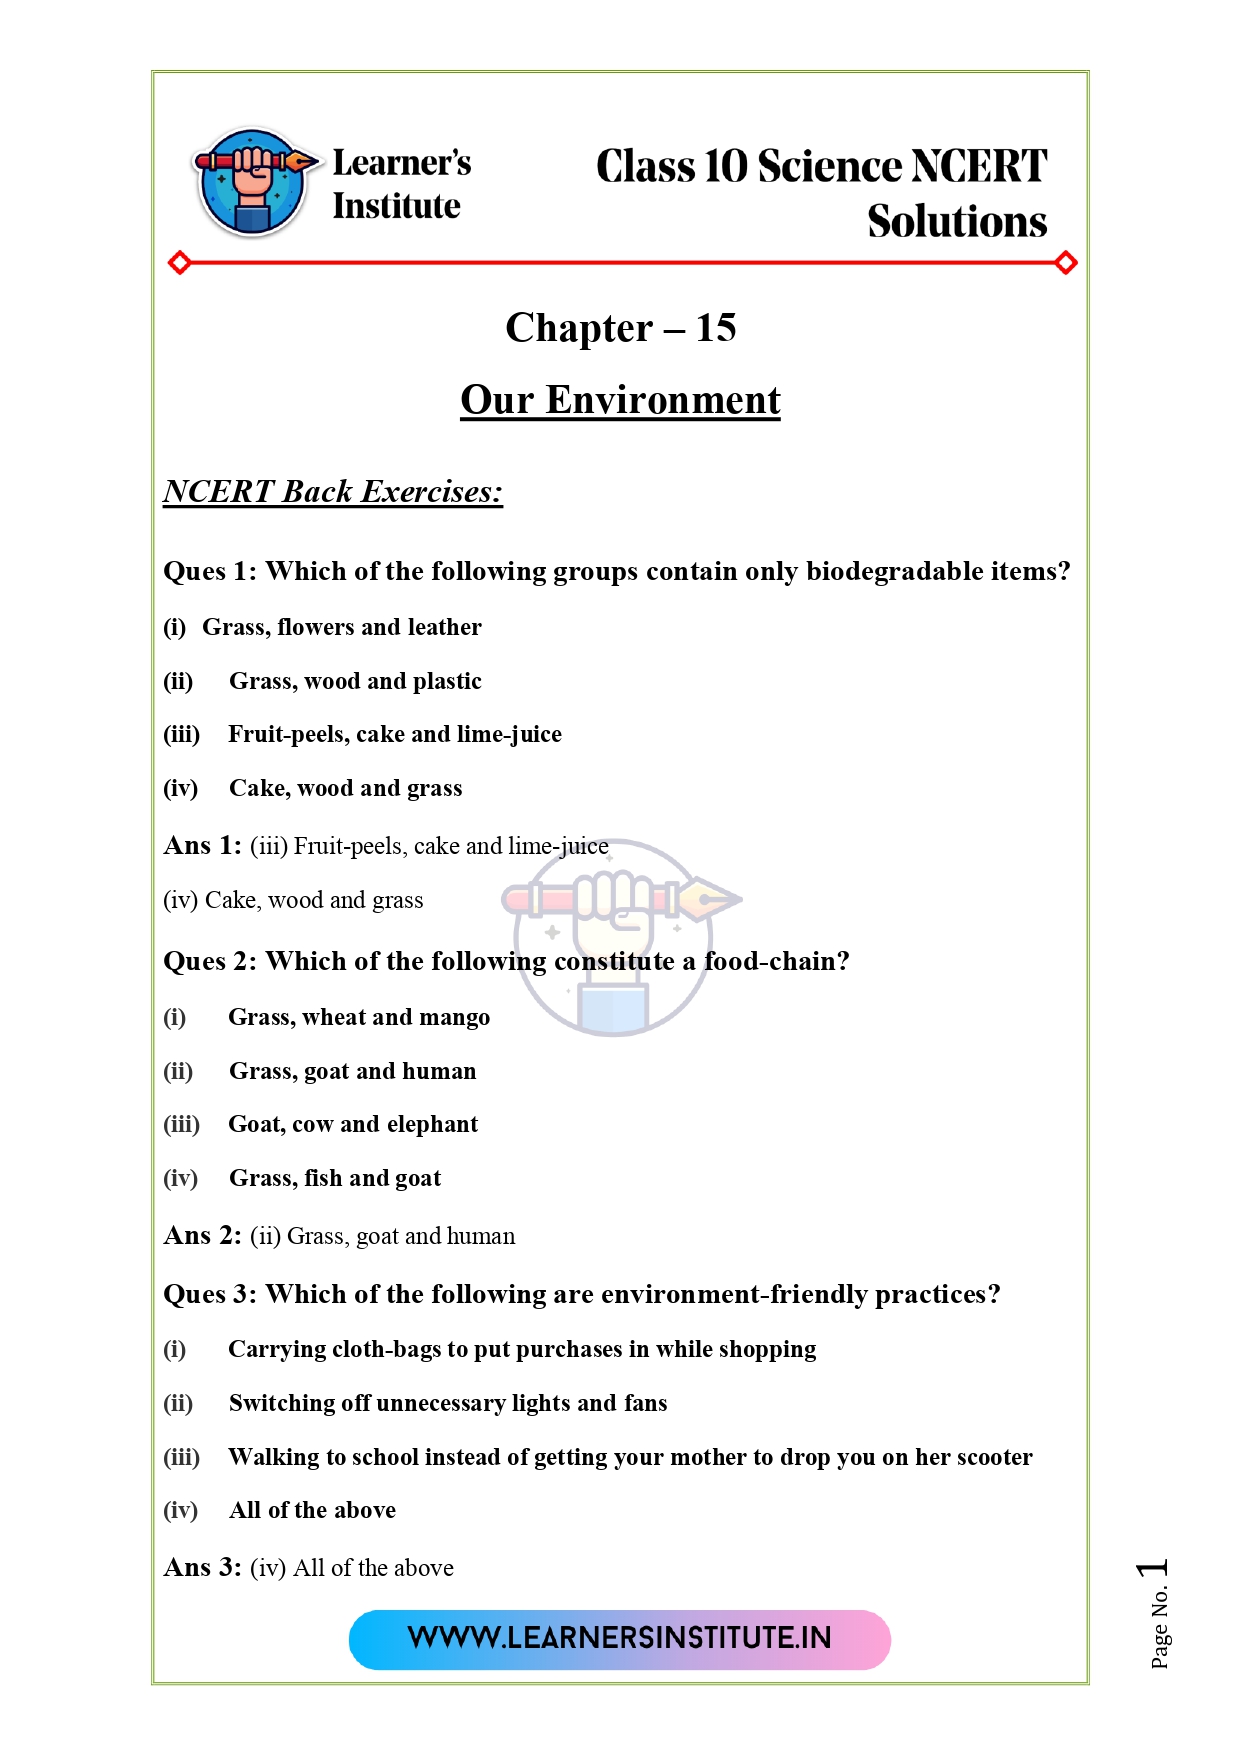 Learner's
Institute
Class 10 Science NCERT
Solutions
Chapter – 15
Our Environment
NCERT Back Exercises:
Ques 1: Which of the following groups contain only biodegradable items?
(i) Grass, flowers and leather
(ii) Grass, wood and plastic
(iii) Fruit-peels, cake and lime-juice
(iv) Cake, wood and grass
Ans 1: (iii) Fruit-peels, cake and lime-juice
(iv) Cake, wood and grass
Ques 2: Which of the following constitute a food-chain?
(i) Grass, wheat and mango
(ii) Grass, goat and human
(iii) Goat, cow and elephant
(iv) Grass, fish and goat
Ans 2: (ii) Grass, goat and human
Ques 3: Which of the following are environment-friendly practices?
(i) Carrying cloth-bags to put purchases in while shopping
(ii) Switching off unnecessary lights and fans
(iii) Walking to school instead of getting your mother to drop you on her scooter
(iv) All of the above
Ans 3: (iv) All of the above
WWW.LEARNERSINSTITUTE.IN
Page No. 1